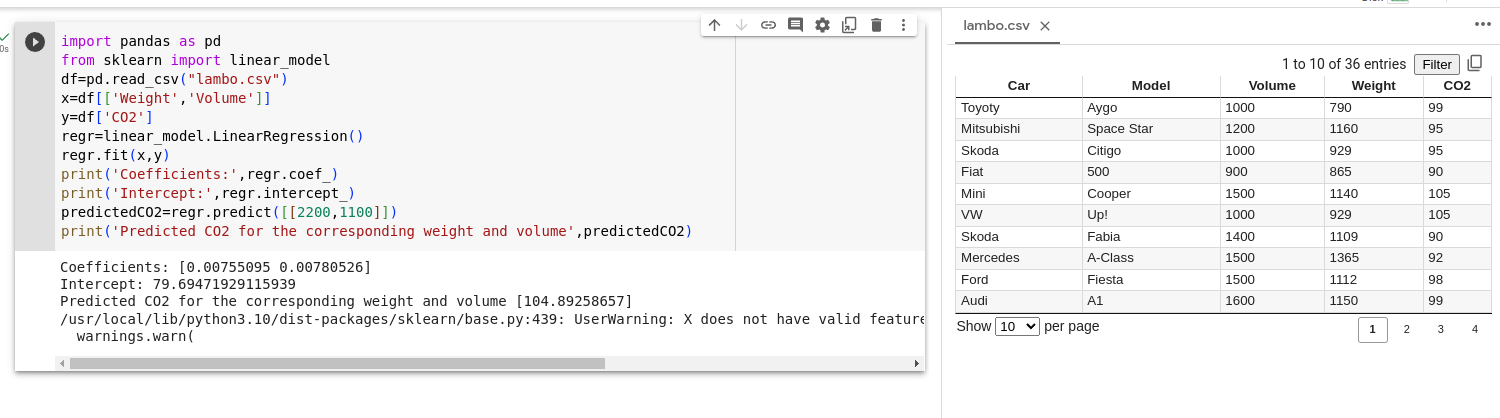 0s
import pandas as pd
from sklearn import linear_model
df=pd.read_csv("lambo.csv")
x=df[['Weight','Volume']]
y=df['CO2']
regr=linear_model.LinearRegression()
regr.fit(x,y)
print('Coefficients:',regr.coef_)
print('Intercept:',regr.intercept_)
predictedCO2=regr.predict([[2200,1100]])
print('Predicted CO2 for the corresponding weight and volume',predictedCO2)
Coefficients: [0.00755095 0.00780526]
Intercept: 79.69471929115939
Predicted CO2 for the corresponding weight and volume [104.89258657]
/usr/local/lib/python3.10/dist-packages/sklearn/base.py:439: UserWarning: X does not have valid feature
warnings.warn(
lambo.csv
1 to 10 of 36 entries Filter
Car Model Volume Weight CO2
Toyoty Aygo 1000 790 99
Mitsubishi Space Star 1200 1160 95
Skoda Citigo 1000 929 95
Fiat 500 900 865 90
Mini Cooper 1500 1140 105
VW Up! 1000 929 105
Skoda Fabia 1400 1109 90
Mercedes A-Class 1500 1365 92
Ford Fiesta 1500 1112 98
Audi A1 1600 1150 99
Show 10 per page 1 2 3 4